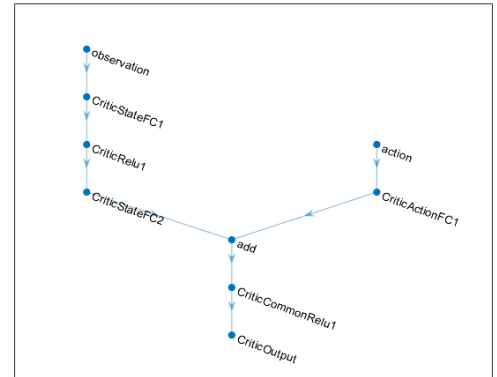 observation
CriticStateFC1
CriticRelu1
action
CriticStateFC2
CriticActionFC1
add
CriticCommonRelu1
CriticOutput